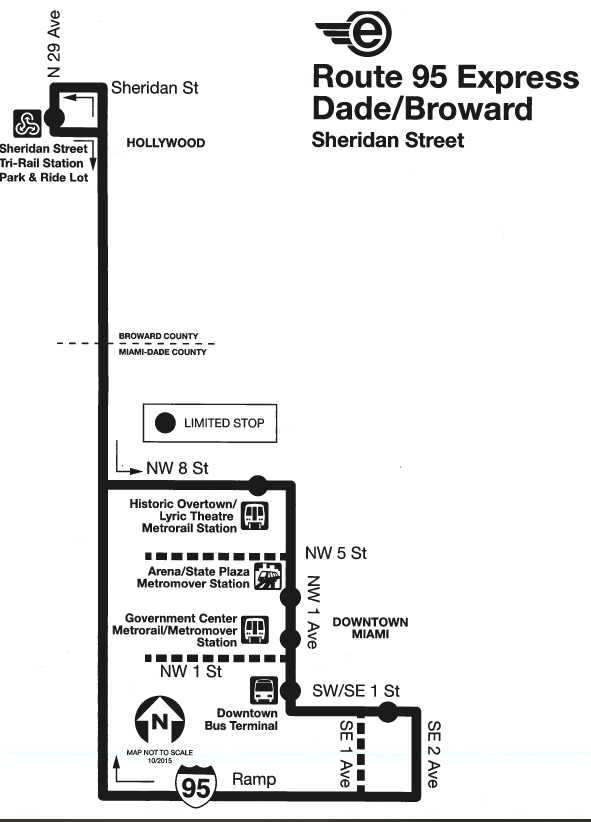 e
Route 95 Express
Dade/Broward
Sheridan Street
N 29 Ave
Sheridan St
HOLLYWOOD
Sheridan Street
Tri-Rail Station
Park & Ride Lot
BROWARD COUNTY
MIAMI-DADE COUNTY
LIMITED STOP
NW 8 St
Historic Overtown/
Lyric Theatre
Metrorail Station
NW 5 St
Arena/State Plaza
Metromover Station
NW 1 Ave
Government Center
Metrorail/Metromover
Station
DOWNTOWN
MIAMI
NW 1 St
SW/SE 1 St
Downtown
Bus Terminal
N
MAP NOT TO SCALE
10/2015
SE 1 Ave
SE 2 Ave
95
Ramp